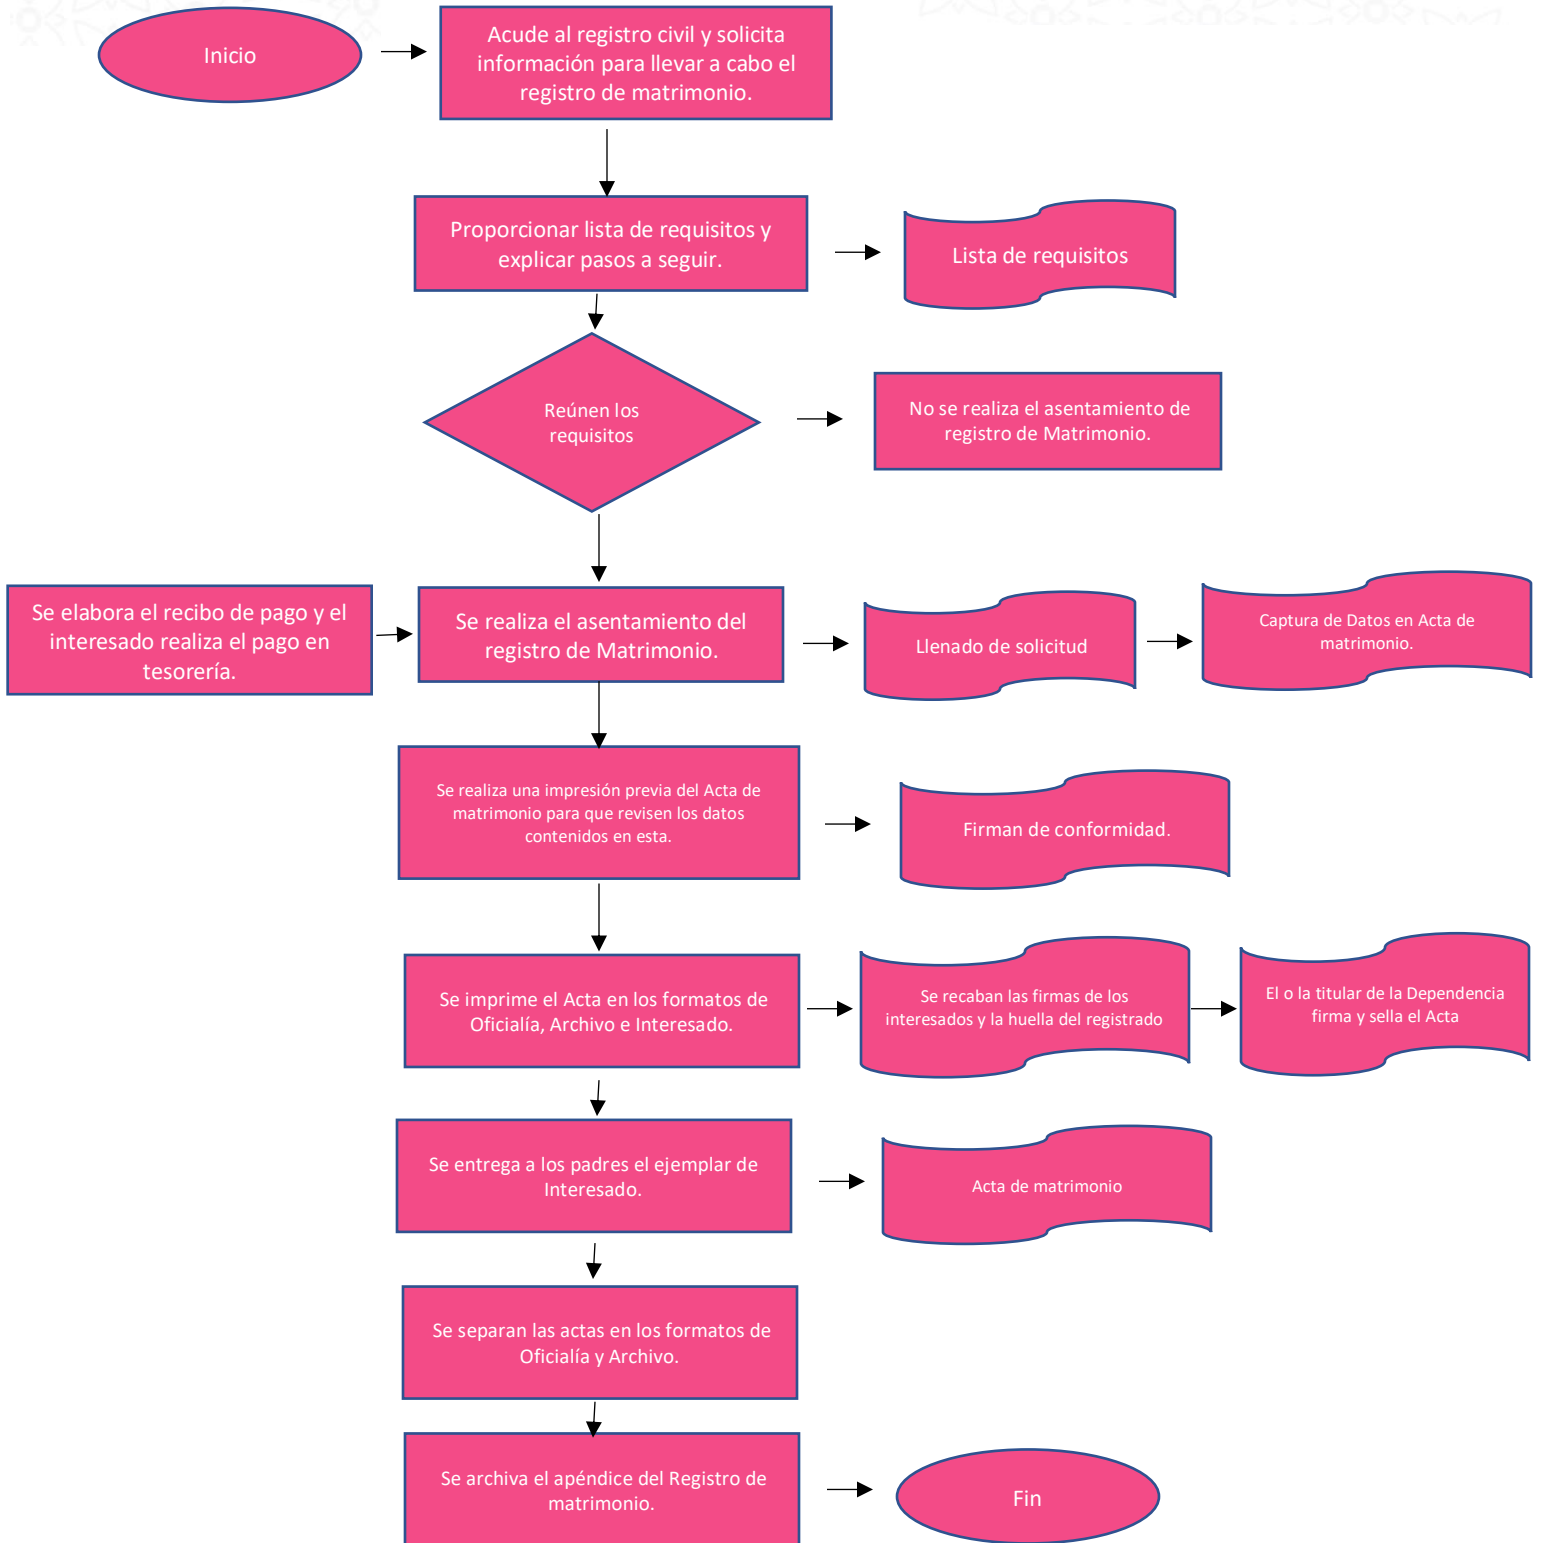 Inicio
Acude al registro civil y solicita
información para llevar a cabo el
registro de matrimonio.
Proporcionar lista de requisitos y
explicar pasos a seguir.
Lista de requisitos
Reúnen los
requisitos
No se realiza el asentamiento de
registro de Matrimonio.
Se elabora el recibo de pago y el
interesado realiza el pago en
tesorería.
Se realiza el asentamiento del
registro de Matrimonio.
Llenado de solicitud
Captura de Datos en Acta de
matrimonio.
Se realiza una impresión previa del Acta de
matrimonio para que revisen los datos
contenidos en esta.
Firman de conformidad.
Se imprime el Acta en los formatos de
Oficialía, Archivo e Interesado.
Se recaban las firmas de los
interesados y la huella del registrado
El o la titular de la Dependencia
firma y sella el Acta
Se entrega a los padres el ejemplar de
Interesado.
Acta de matrimonio
Se separan las actas en los formatos de
Oficialía y Archivo.
Se archiva el apéndice del Registro de
matrimonio.
Fin